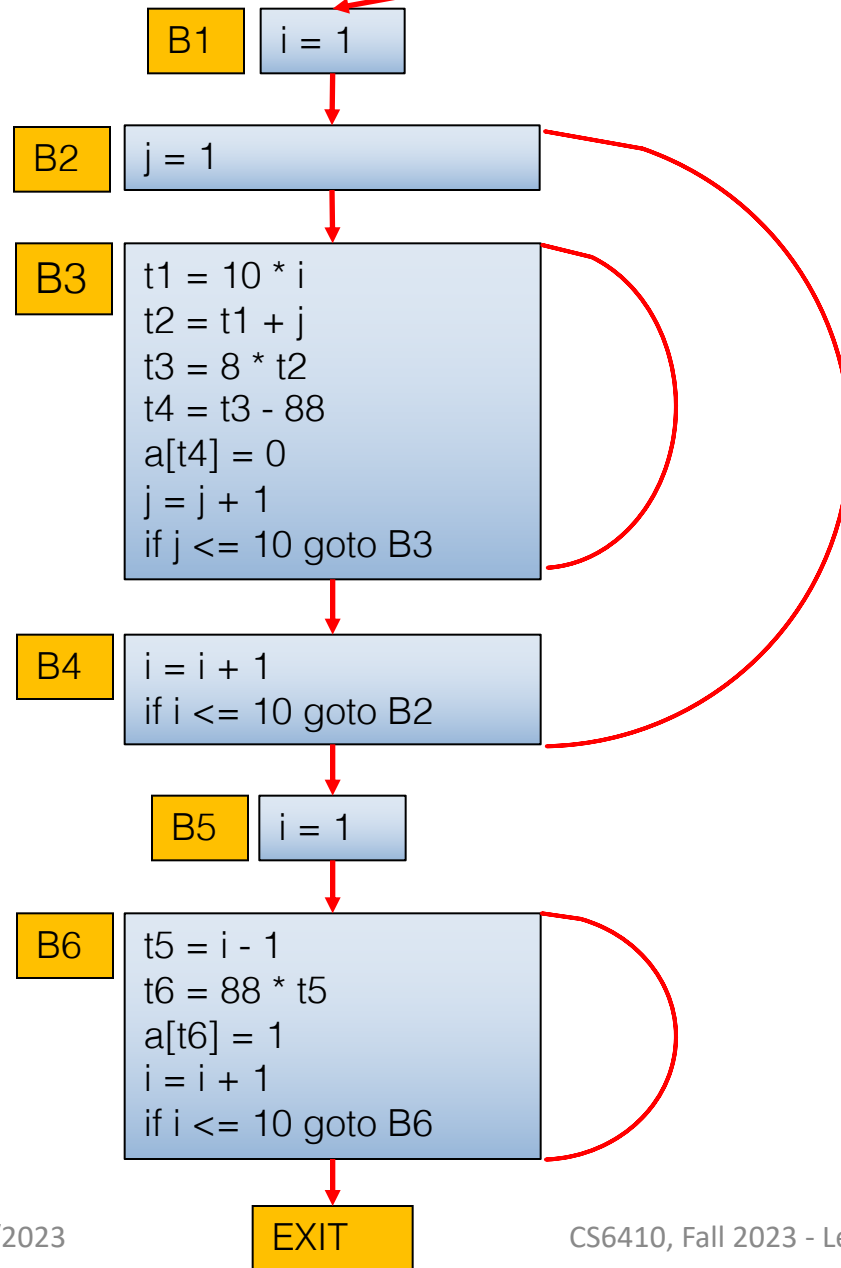 B1
i = 1
B2
j = 1
B3
t1 = 10 * i
t2 = t1 + j
t3 = 8 * t2
t4 = t3 - 88
a[t4] = 0
j = j + 1
if j <= 10 goto B3
B4
i = i + 1
if i <= 10 goto B2
B5
i = 1
B6
t5 = i - 1
t6 = 88 * t5
a[t6] = 1
i = i + 1
if i <= 10 goto B6
EXIT
/2023
CS6410, Fall 2023 - Le